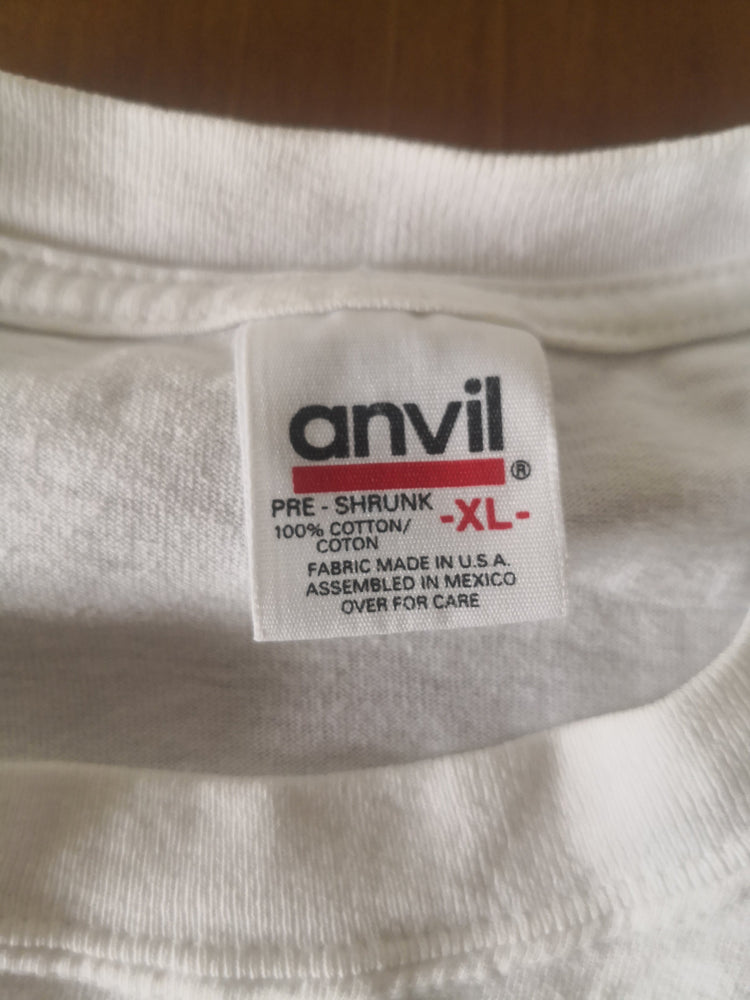 anvil®
PRE - SHRUNK -XL-
100% COTTON/
COTON
FABRIC MADE IN U.S.A.
ASSEMBLED IN MEXICO
OVER FOR CARE